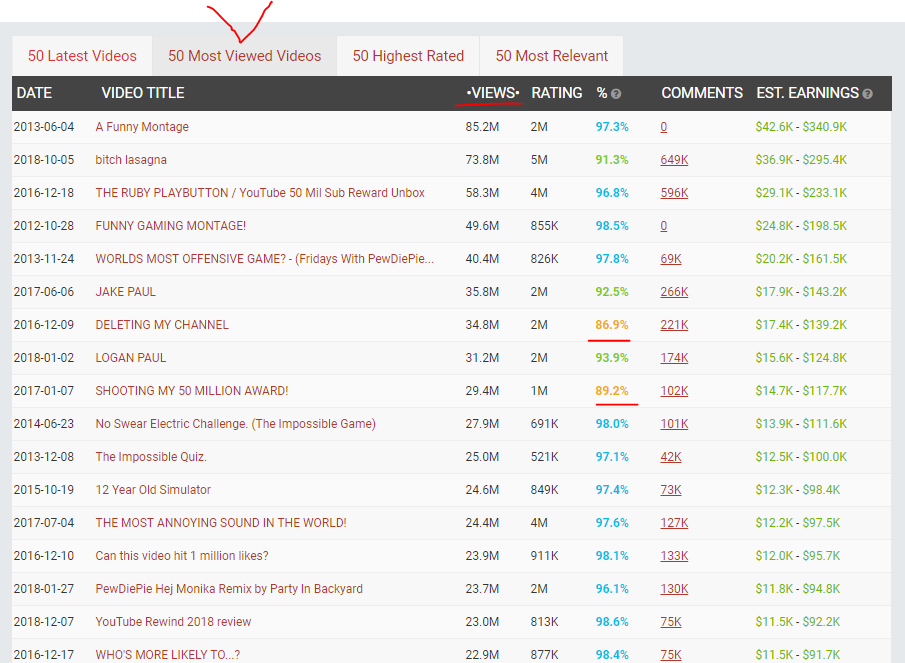 50 Latest Videos 50 Most Viewed Videos 50 Highest Rated 50 Most Relevant
DATE VIDEO TITLE •VIEWS• RATING % ? COMMENTS EST. EARNINGS ?
2013-06-04 A Funny Montage 85.2M 2M 97.3% 0 $42.6K - $340.9K
2018-10-05 bitch lasagna 73.8M 5M 91.3% 649K $36.9K - $295.4K
2016-12-18 THE RUBY PLAYBUTTON / YouTube 50 Mil Sub Reward Unbox 58.3M 4M 96.8% 596K $29.1K - $233.1K
2012-10-28 FUNNY GAMING MONTAGE! 49.6M 855K 98.5% 0 $24.8K - $198.5K
2013-11-24 WORLDS MOST OFFENSIVE GAME? - (Fridays With PewDiePie... 40.4M 826K 97.8% 69K $20.2K - $161.5K
2017-06-06 JAKE PAUL 35.8M 2M 92.5% 266K $17.9K - $143.2K
2016-12-09 DELETING MY CHANNEL 34.8M 2M 86.9% 221K $17.4K - $139.2K
2018-01-02 LOGAN PAUL 31.2M 2M 93.9% 174K $15.6K - $124.8K
2017-01-07 SHOOTING MY 50 MILLION AWARD! 29.4M 1M 89.2% 102K $14.7K - $117.7K
2014-06-23 No Swear Electric Challenge. (The Impossible Game) 27.9M 691K 98.0% 101K $13.9K - $111.6K
2013-12-08 The Impossible Quiz. 25.0M 521K 97.1% 42K $12.5K - $100.0K
2015-10-19 12 Year Old Simulator 24.6M 849K 97.4% 73K $12.3K - $98.4K
2017-07-04 THE MOST ANNOYING SOUND IN THE WORLD! 24.4M 4M 97.6% 127K $12.2K - $97.5K
2016-12-10 Can this video hit 1 million likes? 23.9M 911K 98.1% 133K $12.0K - $95.7K
2018-01-27 PewDiePie Hej Monika Remix by Party In Backyard 23.7M 2M 96.1% 130K $11.8K - $94.8K
2018-12-07 YouTube Rewind 2018 review 23.0M 813K 98.6% 75K $11.5K - $92.2K
2016-12-17 WHO'S MORE LIKELY TO...? 22.9M 877K 98.4% 75K $11.5K - $91.7K